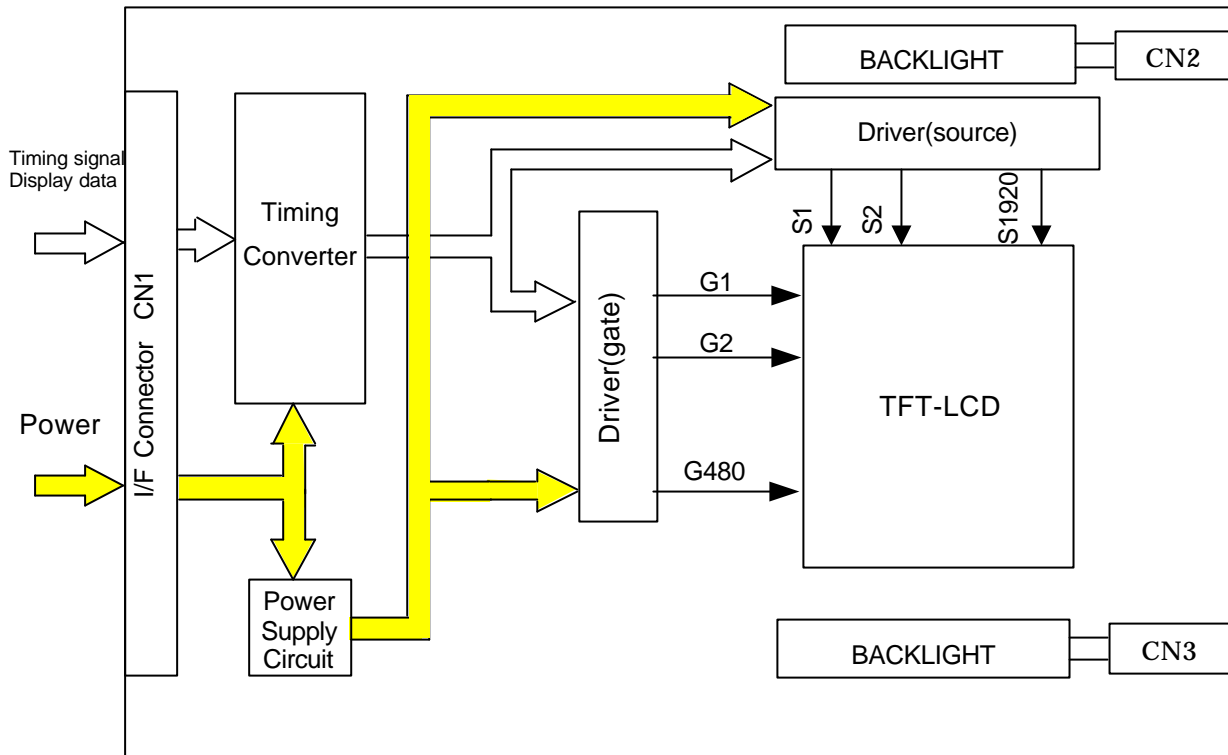 BACKLIGHT
CN2
Timing signal
Display data
Driver(source)
Timing
Converter
S1
S2
S1920
I/F Connector CN1
Driver(gate)
G1
G2
TFT-LCD
Power
G480
Power
Supply
Circuit
BACKLIGHT
CN3